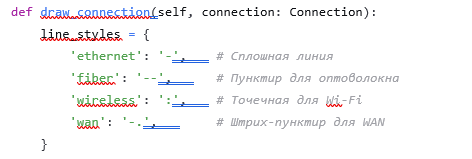 def draw_connection(self, connection: Connection):
line_styles = {
'ethernet': '-', # Сплошная линия
'fiber': '--', # Пунктир для оптоволокна
'wireless': ':', # Точечная для Wi-Fi
'wan': '-.', # Штрих-пунктир для WAN
}